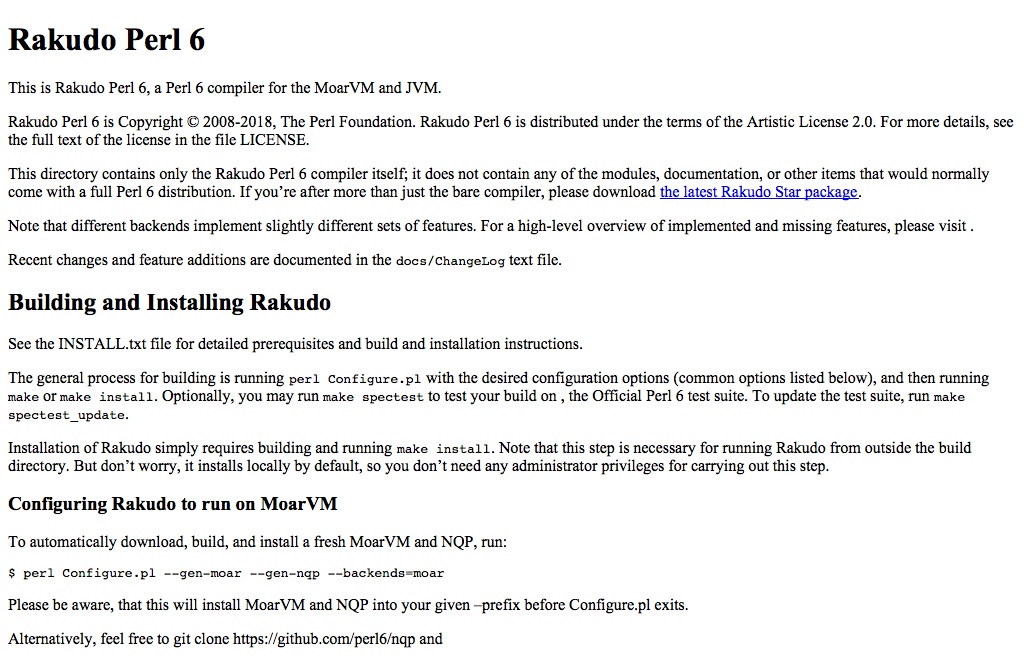 Rakudo Perl 6
This is Rakudo Perl 6, a Perl 6 compiler for the MoarVM and JVM.
Rakudo Perl 6 is Copyright © 2008-2018, The Perl Foundation. Rakudo Perl 6 is distributed under the terms of the Artistic License 2.0. For more details, see
the full text of the license in the file LICENSE.
This directory contains only the Rakudo Perl 6 compiler itself; it does not contain any of the modules, documentation, or other items that would normally
come with a full Perl 6 distribution. If you’re after more than just the bare compiler, please download the latest Rakudo Star package.
Note that different backends implement slightly different sets of features. For a high-level overview of implemented and missing features, please visit .
Recent changes and feature additions are documented in the docs/ChangeLog text file.
Building and Installing Rakudo
See the INSTALL.txt file for detailed prerequisites and build and installation instructions.
The general process for building is running perl Configure.pl with the desired configuration options (common options listed below), and then running
make or make install. Optionally, you may run make spectest to test your build on , the Official Perl 6 test suite. To update the test suite, run make
spectest_update.
Installation of Rakudo simply requires building and running make install. Note that this step is necessary for running Rakudo from outside the build
directory. But don’t worry, it installs locally by default, so you don’t need any administrator privileges for carrying out this step.
Configuring Rakudo to run on MoarVM
To automatically download, build, and install a fresh MoarVM and NQP, run:
$ perl Configure.pl --gen-moar --gen-nqp --backends=moar
Please be aware, that this will install MoarVM and NQP into your given –prefix before Configure.pl exits.
Alternatively, feel free to git clone https://github.com/perl6/nqp and